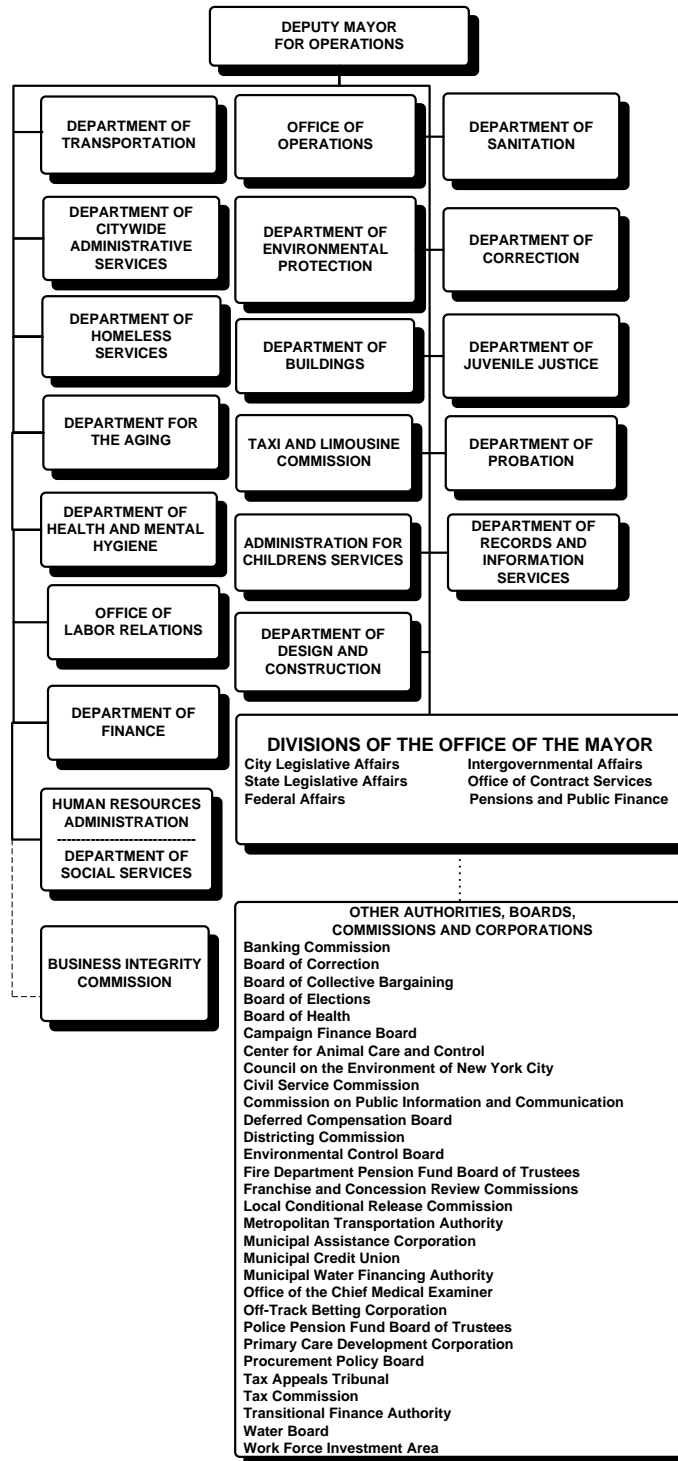 DEPUTY MAYOR
FOR OPERATIONS
DEPARTMENT OF
TRANSPORTATION
OFFICE OF
OPERATIONS
DEPARTMENT OF
SANITATION
DEPARTMENT OF
CITYWIDE
ADMINISTRATIVE
SERVICES
DEPARTMENT OF
ENVIRONMENTAL
PROTECTION
DEPARTMENT OF
CORRECTION
DEPARTMENT OF
HOMELESS
SERVICES
DEPARTMENT OF
BUILDINGS
DEPARTMENT OF
JUVENILE JUSTICE
DEPARTMENT FOR
THE AGING
TAXI AND LIMOUSINE
COMMISSION
DEPARTMENT OF
PROBATION
DEPARTMENT OF
HEALTH AND MENTAL
HYGIENE
ADMINISTRATION FOR
CHILDRENS SERVICES
DEPARTMENT OF
RECORDS AND
INFORMATION
SERVICES
OFFICE OF
LABOR RELATIONS
DEPARTMENT OF
DESIGN AND
CONSTRUCTION
DEPARTMENT OF
FINANCE
DIVISIONS OF THE OFFICE OF THE MAYOR
City Legislative Affairs Intergovernmental Affairs
State Legislative Affairs Office of Contract Services
Federal Affairs Pensions and Public Finance
HUMAN RESOURCES
ADMINISTRATION
----------------------------
DEPARTMENT OF
SOCIAL SERVICES
BUSINESS INTEGRITY
COMMISSION
OTHER AUTHORITIES, BOARDS,
COMMISSIONS AND CORPORATIONS
Banking Commission
Board of Correction
Board of Collective Bargaining
Board of Elections
Board of Health
Campaign Finance Board
Center for Animal Care and Control
Council on the Environment of New York City
Civil Service Commission
Commission on Public Information and Communication
Deferred Compensation Board
Districting Commission
Environmental Control Board
Fire Department Pension Fund Board of Trustees
Franchise and Concession Review Commissions
Local Conditional Release Commission
Metropolitan Transportation Authority
Municipal Assistance Corporation
Municipal Credit Union
Municipal Water Financing Authority
Office of the Chief Medical Examiner
Off-Track Betting Corporation
Police Pension Fund Board of Trustees
Primary Care Development Corporation
Procurement Policy Board
Tax Appeals Tribunal
Tax Commission
Transitional Finance Authority
Water Board
Work Force Investment Area